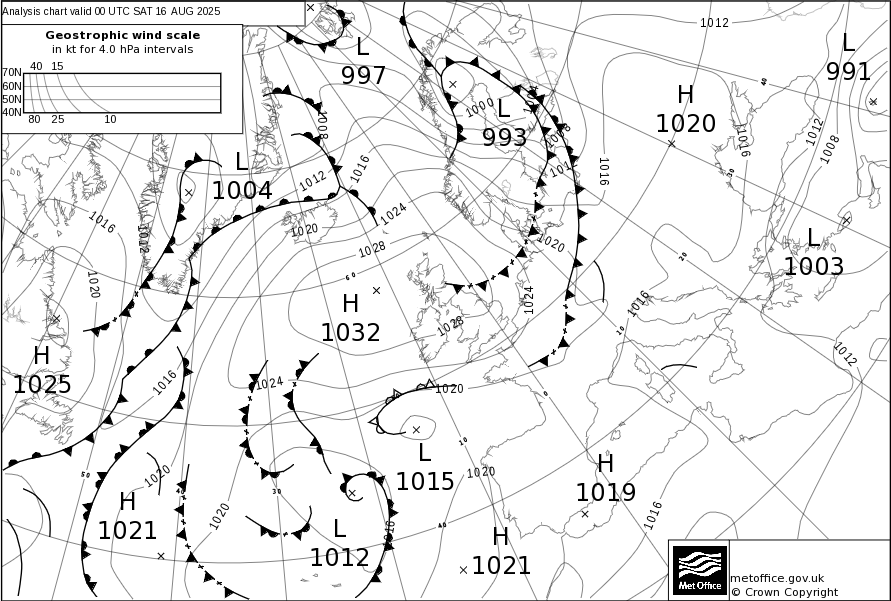 Analysis chart valid 00 UTC SAT 16 AUG 2025
Geostrophic wind scale
in kt for 4.0 hPa intervals
40 15
70N
60N
50N
40N
80 25 10
L
997
L
993
H
1020
L
991
L
1004
L
1003
H
1032
H
1025
L
1015
H
1019
H
1021
L
1012
H
1021
1012
1016
1012
1008
1016
1008
1012
1016
1000
1008
1020
1024
1028
1020
1024
1028
1016
1012
1020
1016
1012
1016
1024
1020
1020
1020
1020
1016
1016
40
30
20
10
0
10
60
50
40
30
40
Met Office
metoffice.gov.uk
© Crown Copyright